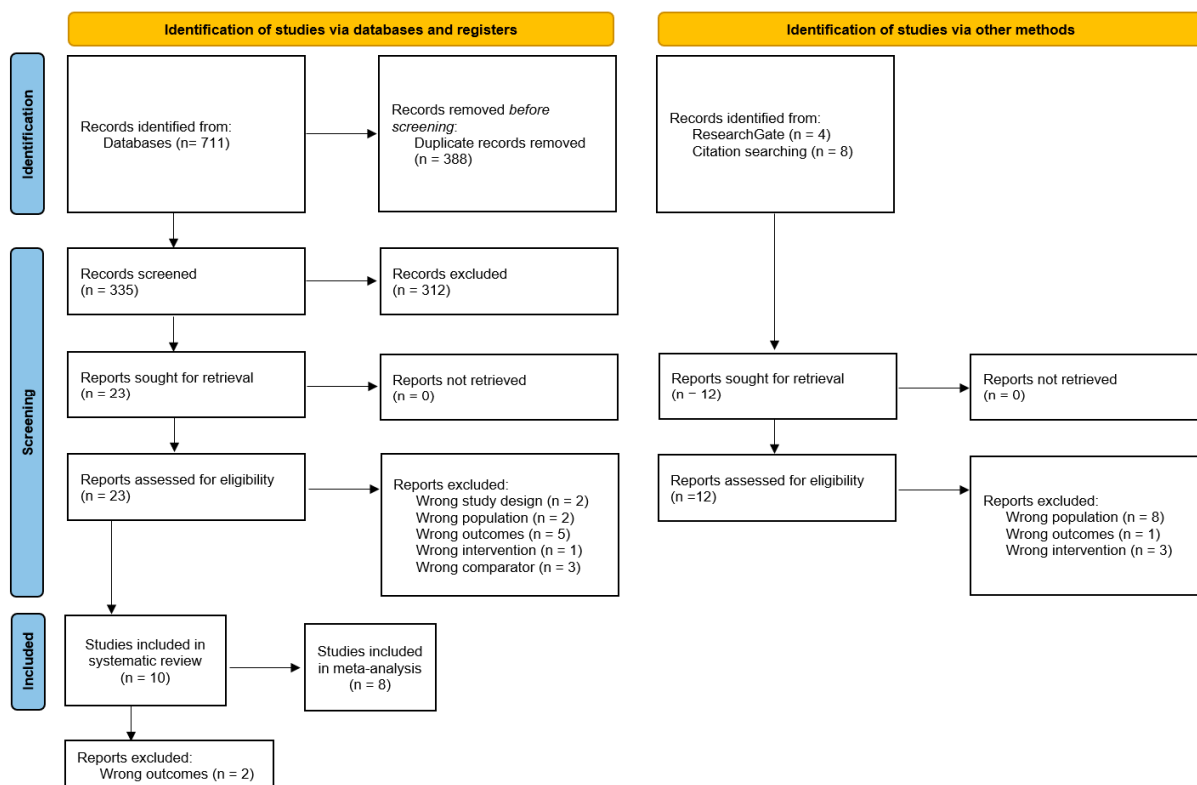 Identification of studies via databases and registers
Identification of studies via other methods
Identification
Records identified from:
Databases (n= 711)
Records removed before
screening:
Duplicate records removed
(n = 388)
Records identified from:
ResearchGate (n = 4)
Citation searching (n = 8)
Screening
Records screened
(n = 335)
Records excluded
(n = 312)
Reports sought for retrieval
(n = 23)
Reports not retrieved
(n = 0)
Reports sought for retrieval
(n = 12)
Reports not retrieved
(n = 0)
Reports assessed for eligibility
(n = 23)
Reports excluded:
Wrong study design (n = 2)
Wrong population (n = 2)
Wrong outcomes (n = 5)
Wrong intervention (n = 1)
Wrong comparator (n = 3)
Reports assessed for eligibility
(n =12)
Reports excluded:
Wrong population (n = 8)
Wrong outcomes (n = 1)
Wrong intervention (n = 3)
Included
Studies included in
systematic review
(n = 10)
Studies included
in meta-analysis
(n = 8)
Reports excluded:
Wrong outcomes (n = 2)